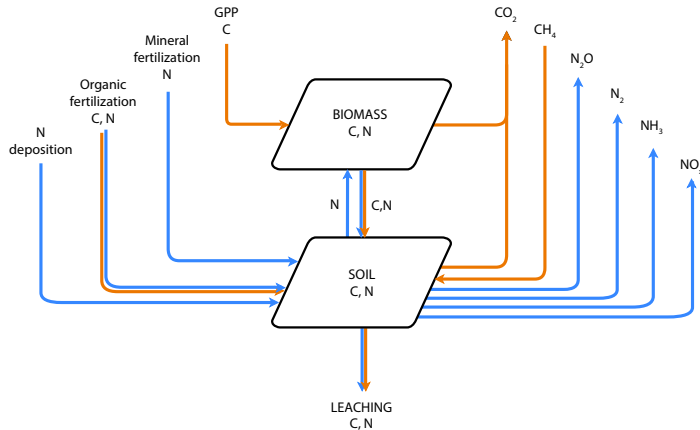 GPP
C
CO₂
CH₄
Mineral
fertilization
N
N₂O
Organic
fertilization
C, N
N₂
BIOMASS
C, N
NH₃
N
deposition
NO
N
C,N
SOIL
C, N
LEACHING
C, N